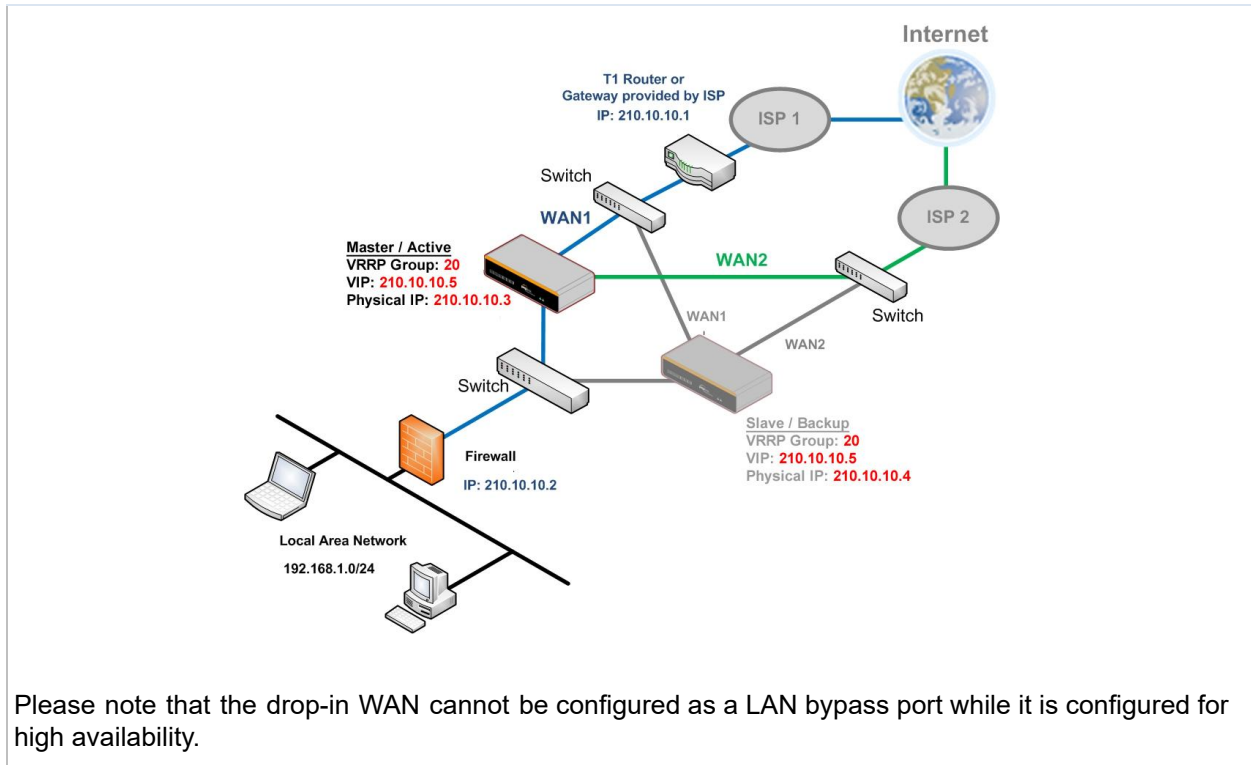 Internet
T1 Router or
Gateway provided by ISP
IP: 210.10.10.1
ISP 1
Switch
WAN1
ISP 2
Master / Active
VRRP Group: 20
VIP: 210.10.10.5
Physical IP: 210.10.10.3
WAN2
Switch
WAN1
WAN2
Switch
Slave / Backup
VRRP Group: 20
VIP: 210.10.10.5
Physical IP: 210.10.10.4
Firewall
IP: 210.10.10.2
Local Area Network
192.168.1.0/24
Please note that the drop-in WAN cannot be configured as a LAN bypass port while it is configured for
high availability.